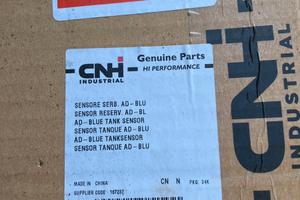 CNH
INDUSTRIAL
Genuine Parts
HI PERFORMANCE
SENSORE SERB. AD-BLU
SENSOR RESERV. AD-BL
AD-BLUE TANK SENSOR
SENSOR TANQUE AD-BLU
AD-BLUE TANKSENSOR
SENSOR TANQUE AD-BLU
MADE IN CHINA
CN N PKG
SUPPLIER CODE
CNH
INDUSTRIAL